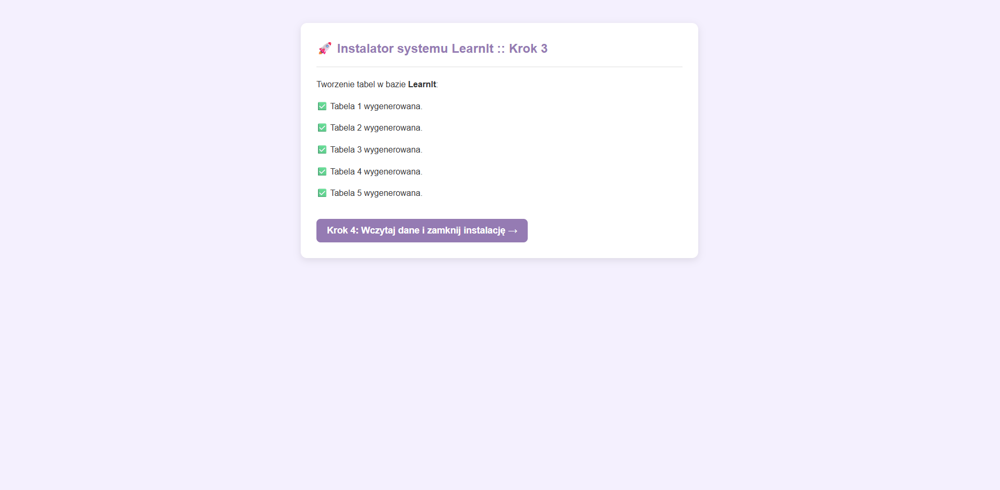 🚀 Instalator systemu LearnIt :: Krok 3
Tworzenie tabel w bazie LearnIt:
✅ Tabela 1 wygenerowana.
✅ Tabela 2 wygenerowana.
✅ Tabela 3 wygenerowana.
✅ Tabela 4 wygenerowana.
✅ Tabela 5 wygenerowana.
Krok 4: Wczytaj dane i zamknij instalację →